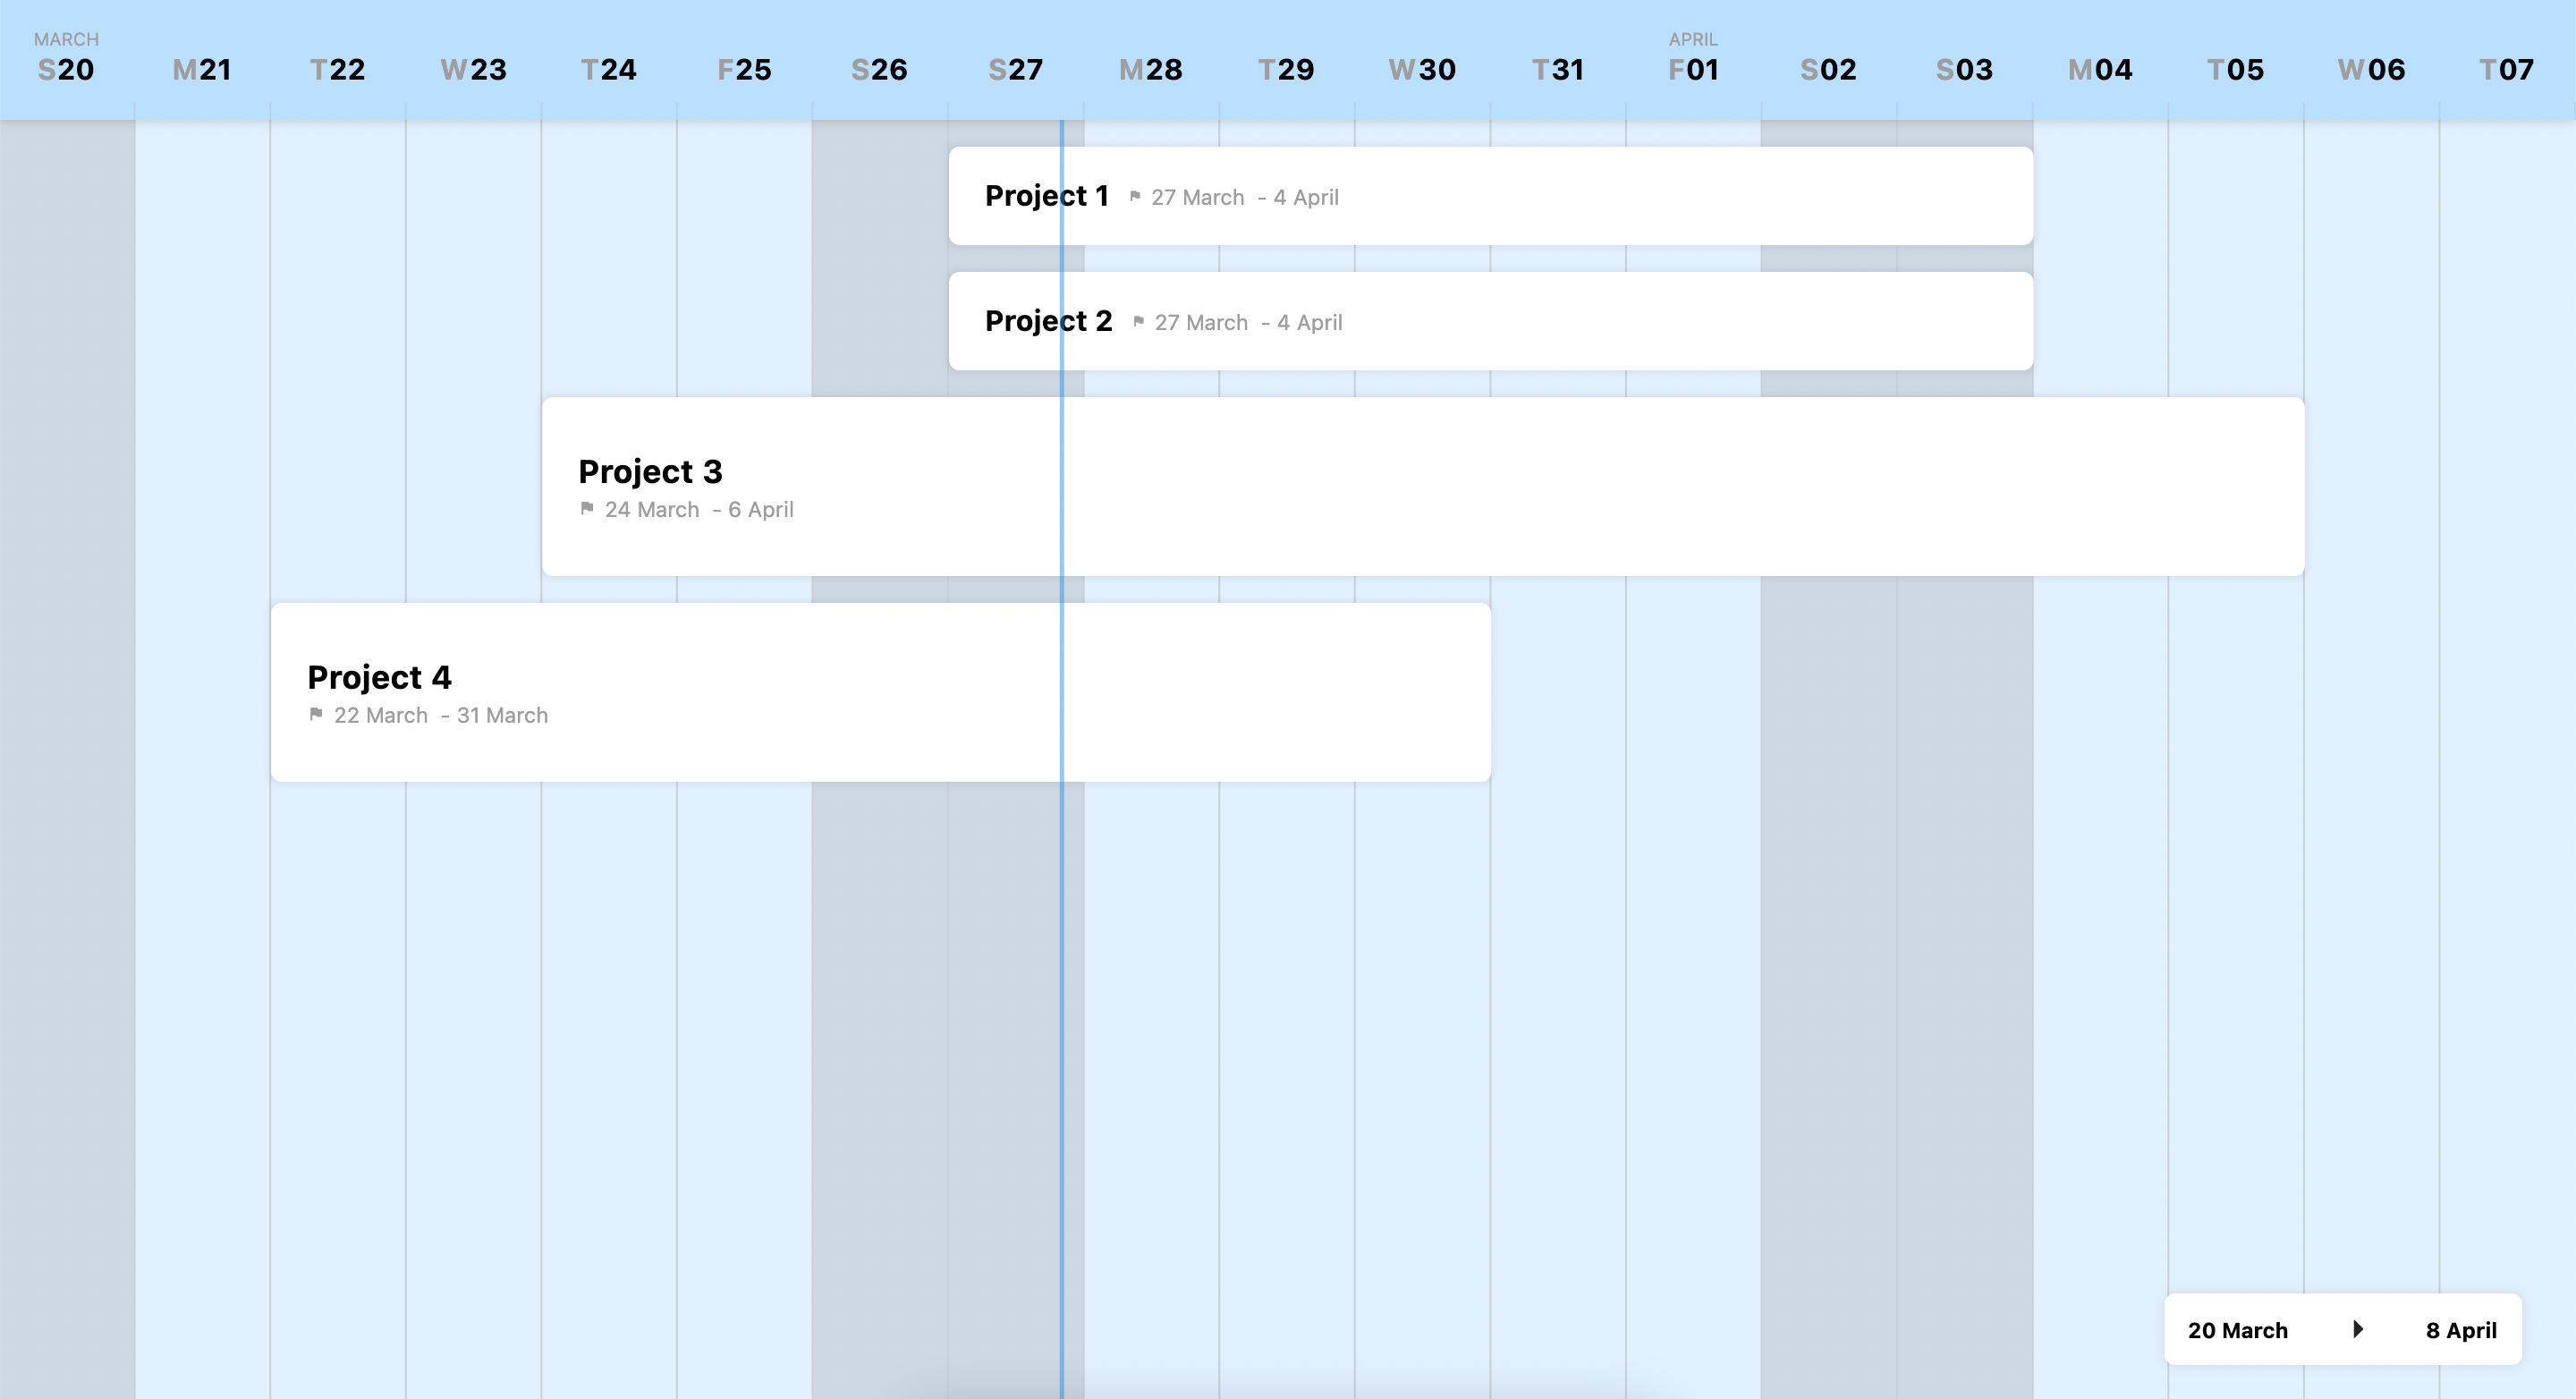 MARCH APRIL
S20 M21 T22 W23 T24 F25 S26 S27 M28 T29 W30 T31 F01 S02 S03 M04 T05 W06 T07
Project 1 27 March - 4 April
Project 2 27 March - 4 April
Project 3
24 March - 6 April
Project 4
22 March - 31 March
20 March 8 April